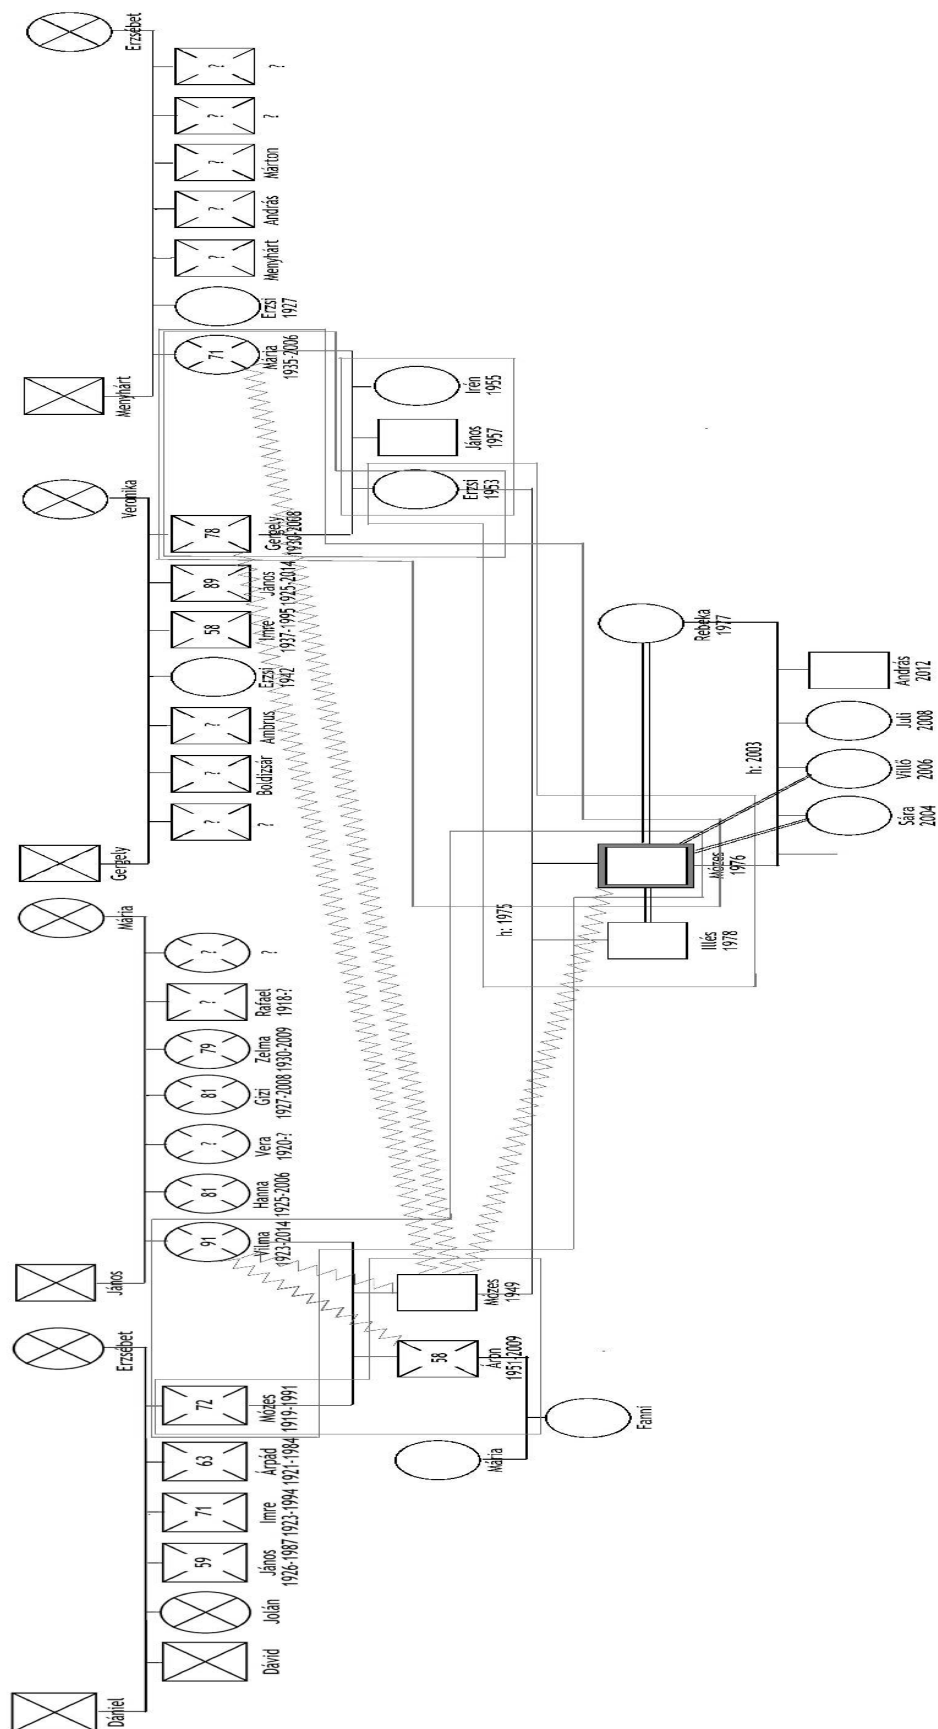 Dániel
Erzsébet
János
Mária
Gergely
Veronika
Menyhárt
Erzsébet
Dávid
Jolán
59
János
1926-1987
71
Imre
1923-1994
63
Árpád
1921-1984
72
Mózes
1919-1991
91
Vilma
1923-2014
81
Hanna
1925-2006
?
Vera
1920-?
81
Gizi
1927-2008
79
Zelma
1930-2009
?
Rafael
1918-?
?
?
?
?
?
Boldizsár
?
Ambrus
Erzsi
1942
58
Imre
1937-1995
89
János
1925-2014
78
Gergely
1930-2008
71
Mária
1935-2006
Erzsi
1927
?
Menyhárt
?
András
?
Márton
?
?
?
?
Mária
58
Áron
1951-2009
Mózes
1949
Erzsi
1953
János
1957
Irén
1955
h: 1975
Fanni
Illés
1978
Mózes
1976
Rebeka
1977
h: 2003
Sára
2004
Villő
2006
Juli
2008
András
2012